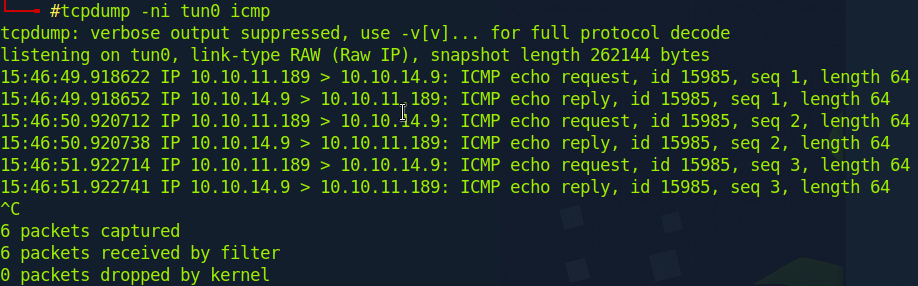 #tcpdump -ni tun0 icmp
tcpdump: verbose output suppressed, use -v[v]... for full protocol decode
listening on tun0, link-type RAW (Raw IP), snapshot length 262144 bytes
15:46:49.918622 IP 10.10.11.189 > 10.10.14.9: ICMP echo request, id 15985, seq 1, length 64
15:46:49.918652 IP 10.10.14.9 > 10.10.11.189: ICMP echo reply, id 15985, seq 1, length 64
15:46:50.920712 IP 10.10.11.189 > 10.10.14.9: ICMP echo request, id 15985, seq 2, length 64
15:46:50.920738 IP 10.10.14.9 > 10.10.11.189: ICMP echo reply, id 15985, seq 2, length 64
15:46:51.922714 IP 10.10.11.189 > 10.10.14.9: ICMP echo request, id 15985, seq 3, length 64
15:46:51.922741 IP 10.10.14.9 > 10.10.11.189: ICMP echo reply, id 15985, seq 3, length 64
^C
6 packets captured
6 packets received by filter
0 packets dropped by kernel